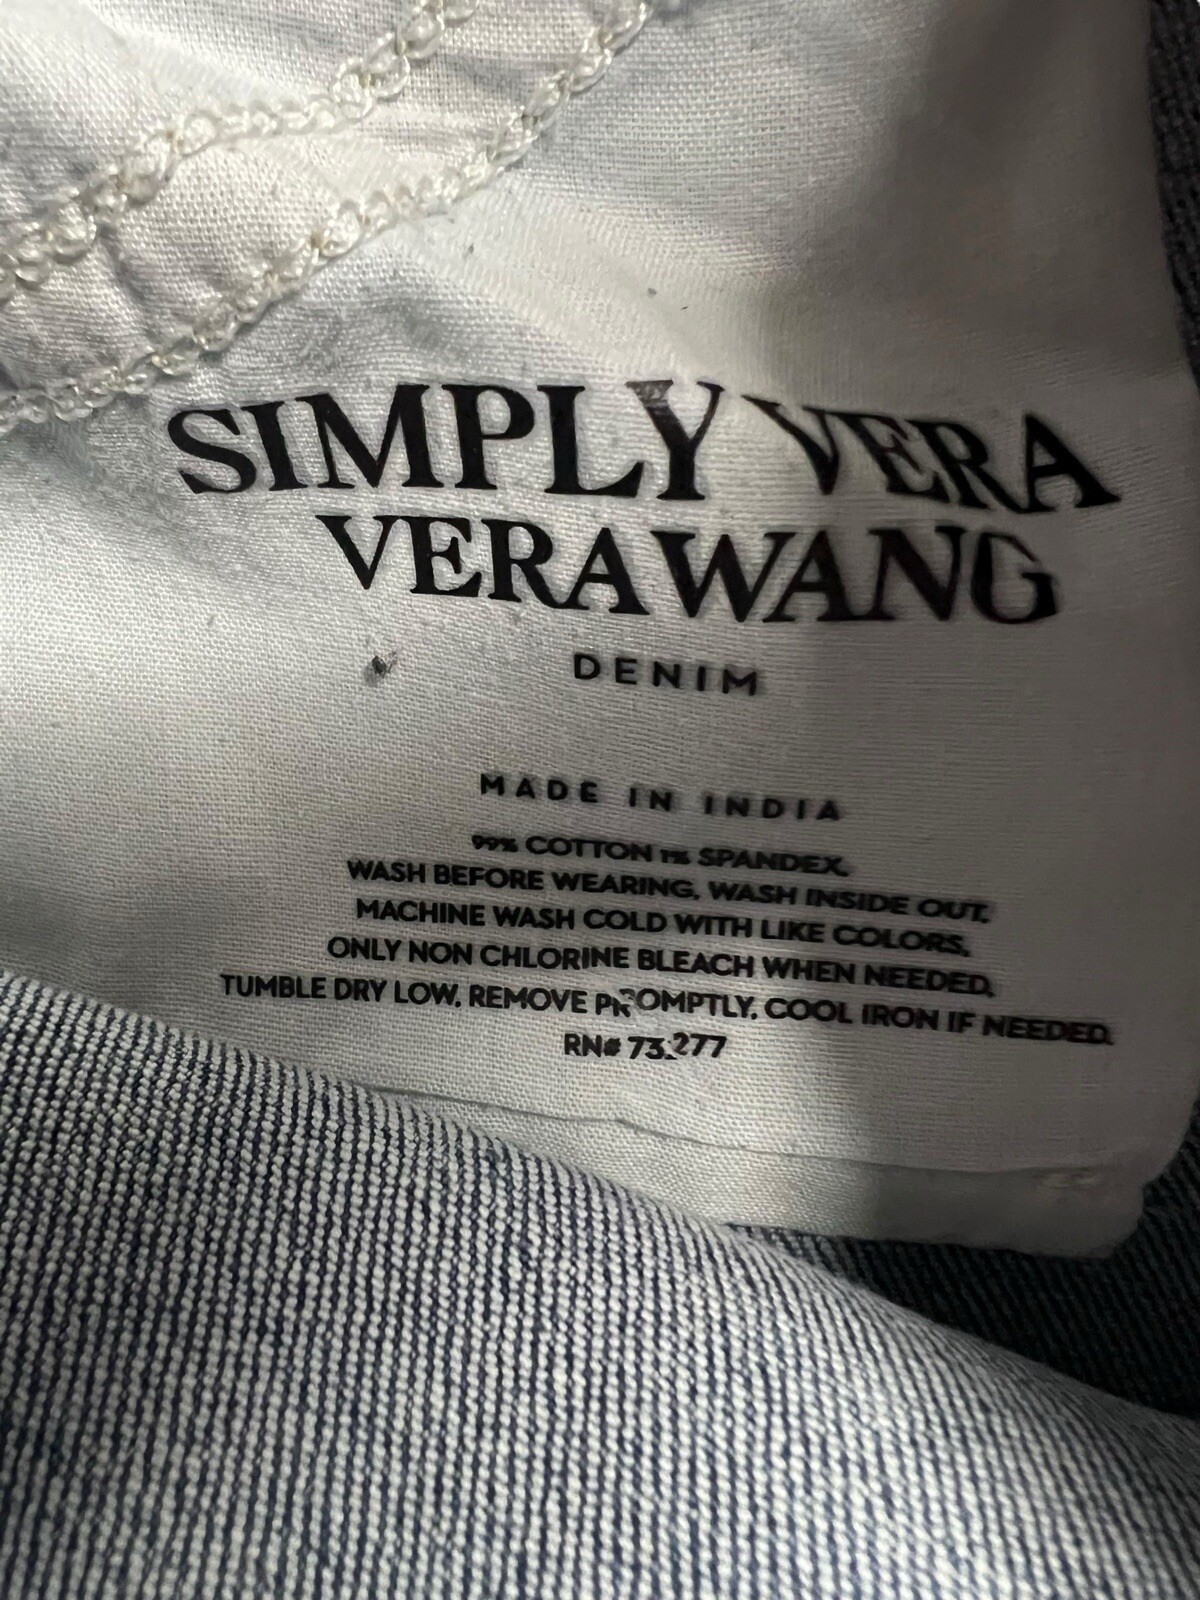 SIMPLY VERA
VERA WANG
DENIM
MADE IN INDIA
99% COTTON 1% SPANDEX.
WASH BEFORE WEARING. WASH INSIDE OUT.
MACHINE WASH COLD WITH LIKE COLORS.
ONLY NON CHLORINE BLEACH WHEN NEEDED.
TUMBLE DRY LOW. REMOVE PROMPTLY. COOL IRON IF NEEDED.
RN# 73277